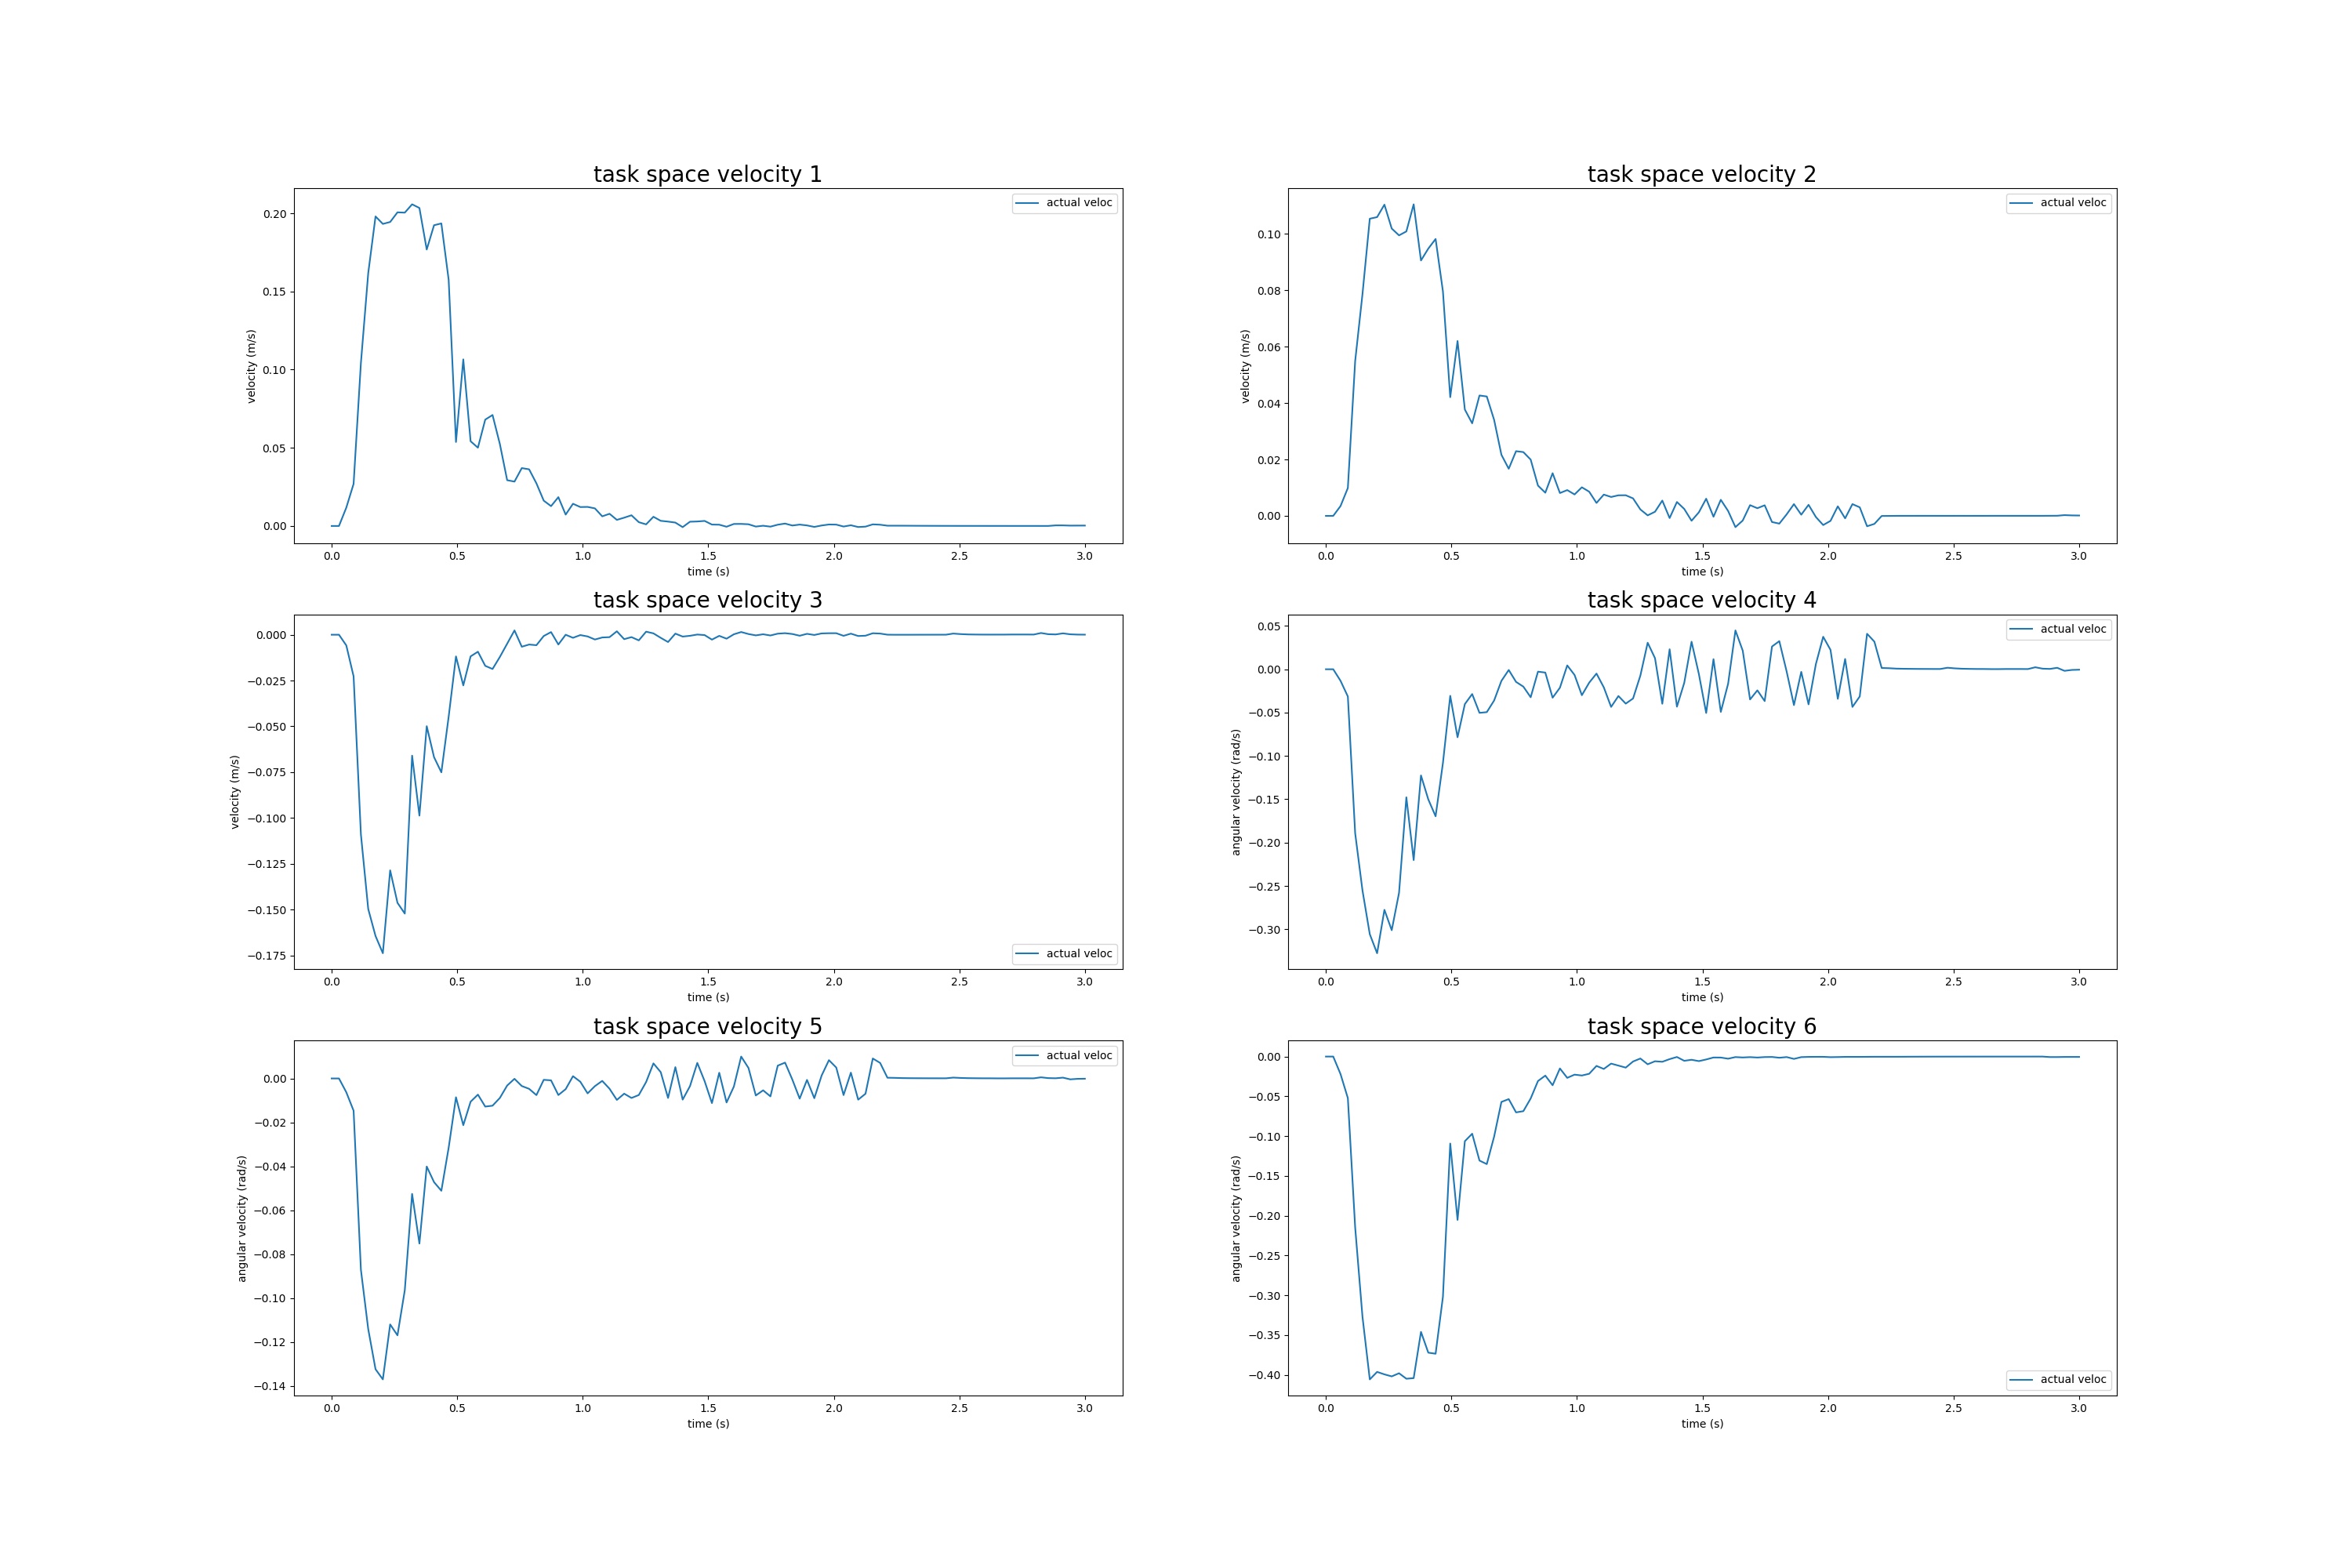 task space velocity 1
actual veloc
velocity (m/s)
0.20
0.15
0.10
0.05
0.00
0.0 0.5 1.0 1.5 2.0 2.5 3.0
time (s)
task space velocity 2
actual veloc
velocity (m/s)
0.10
0.08
0.06
0.04
0.02
0.00
0.0 0.5 1.0 1.5 2.0 2.5 3.0
time (s)
task space velocity 3
velocity (m/s)
0.000
−0.025
−0.050
−0.075
−0.100
−0.125
−0.150
−0.175
actual veloc
0.0 0.5 1.0 1.5 2.0 2.5 3.0
time (s)
task space velocity 4
actual veloc
angular velocity (rad/s)
0.05
0.00
−0.05
−0.10
−0.15
−0.20
−0.25
−0.30
0.0 0.5 1.0 1.5 2.0 2.5 3.0
time (s)
task space velocity 5
actual veloc
angular velocity (rad/s)
0.00
−0.02
−0.04
−0.06
−0.08
−0.10
−0.12
−0.14
0.0 0.5 1.0 1.5 2.0 2.5 3.0
time (s)
task space velocity 6
angular velocity (rad/s)
0.00
−0.05
−0.10
−0.15
−0.20
−0.25
−0.30
−0.35
−0.40
actual veloc
0.0 0.5 1.0 1.5 2.0 2.5 3.0
time (s)